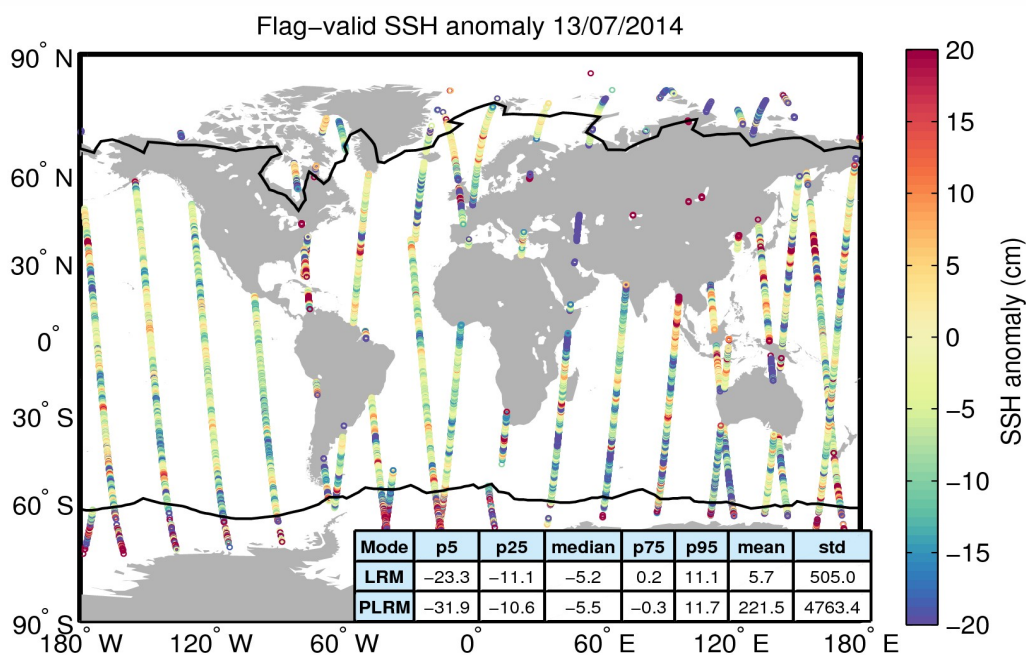 Flag−valid SSH anomaly 13/07/2014
90° N
60° N
30° N
0°
30° S
60° S
90° S
180° W
120° W
60° W
0°
60° E
120° E
180° E
Mode p5 p25 median p75 p95 mean std
LRM −23.3 −11.1 −5.2 0.2 11.1 5.7 505.0
PLRM −31.9 −10.6 −5.5 −0.3 11.7 221.5 4763.4
20
15
10
5
0
−5
−10
−15
−20
SSH anomaly (cm)